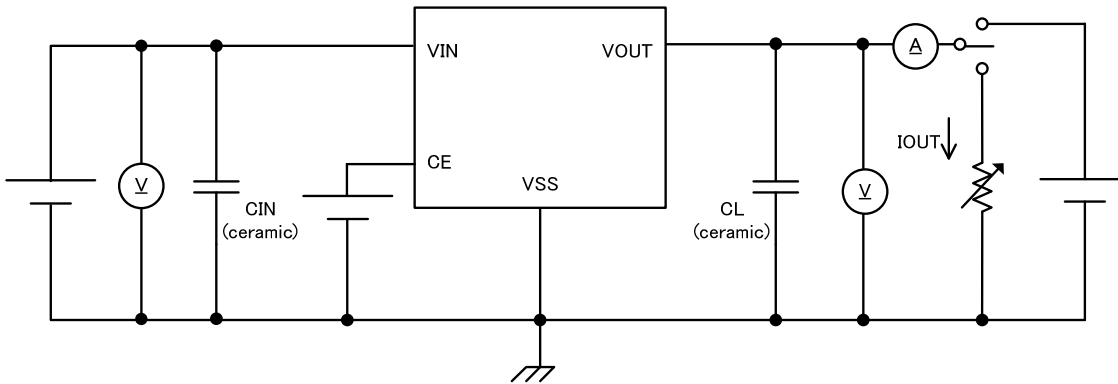 VIN
VOUT
A
IOUT
CE
VSS
V
CIN
(ceramic)
CL
(ceramic)
V